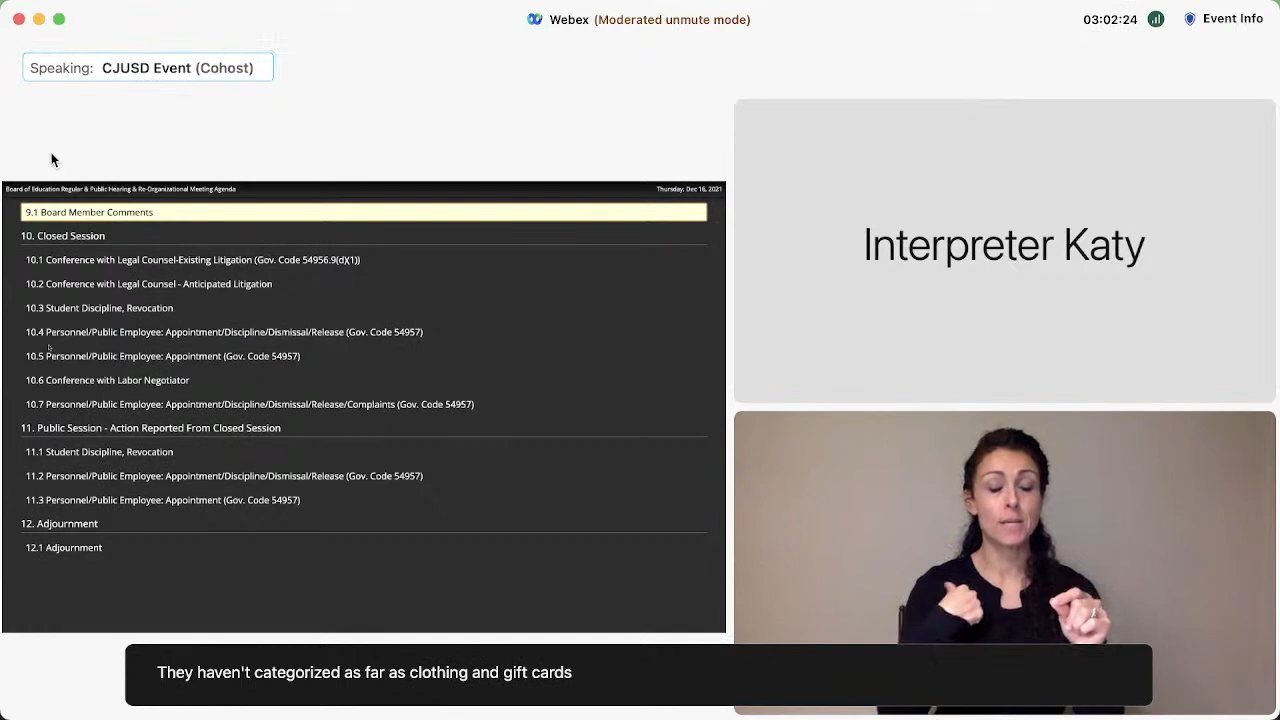 Webex (Moderated unmute mode)
03:02:24
Event Info
Speaking: CJUSD Event (Cohost)
Board of Education Regular & Public Hearing & Re-Organizational Meeting Agenda
Thursday, Dec 16, 2021
9.1 Board Member Comments
10. Closed Session
10.1 Conference with Legal Counsel-Existing Litigation (Gov. Code 54956.9(d)(1))
10.2 Conference with Legal Counsel - Anticipated Litigation
10.3 Student Discipline, Revocation
10.4 Personnel/Public Employee: Appointment/Discipline/Dismissal/Release (Gov. Code 54957)
10.5 Personnel/Public Employee: Appointment (Gov. Code 54957)
10.6 Conference with Labor Negotiator
10.7 Personnel/Public Employee: Appointment/Discipline/Dismissal/Release/Complaints (Gov. Code 54957)
11. Public Session - Action Reported From Closed Session
11.1 Student Discipline, Revocation
11.2 Personnel/Public Employee: Appointment/Discipline/Dismissal/Release (Gov. Code 54957)
11.3 Personnel/Public Employee: Appointment (Gov. Code 54957)
12. Adjournment
12.1 Adjournment
Interpreter Katy
They haven't categorized as far as clothing and gift cards